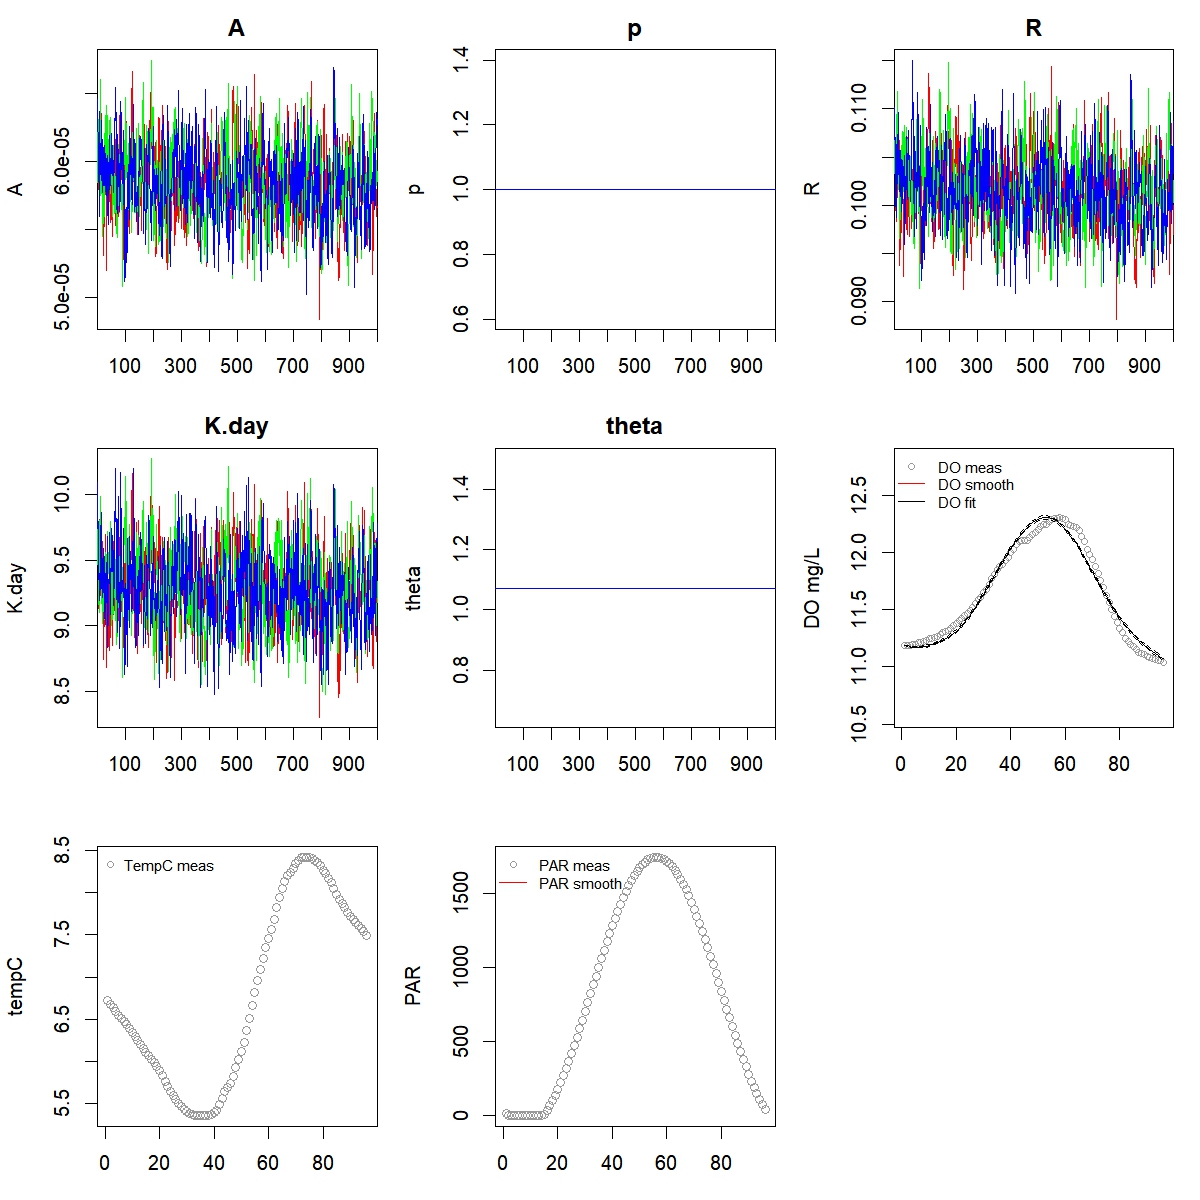 A
A
6.0e-05
5.0e-05
100 300 500 700 900
p
p
1.4
1.2
1.0
0.8
0.6
100 300 500 700 900
R
R
0.110
0.100
0.090
100 300 500 700 900
K.day
K.day
10.0
9.5
9.0
8.5
100 300 500 700 900
theta
theta
1.4
1.2
1.0
0.8
100 300 500 700 900
DO mg/L
12.5
12.0
11.5
11.0
10.5
DO meas
DO smooth
DO fit
0 20 40 60 80
tempC
8.5
7.5
6.5
5.5
TempC meas
0 20 40 60 80
PAR
1500
1000
500
0
PAR meas
PAR smooth
0 20 40 60 80